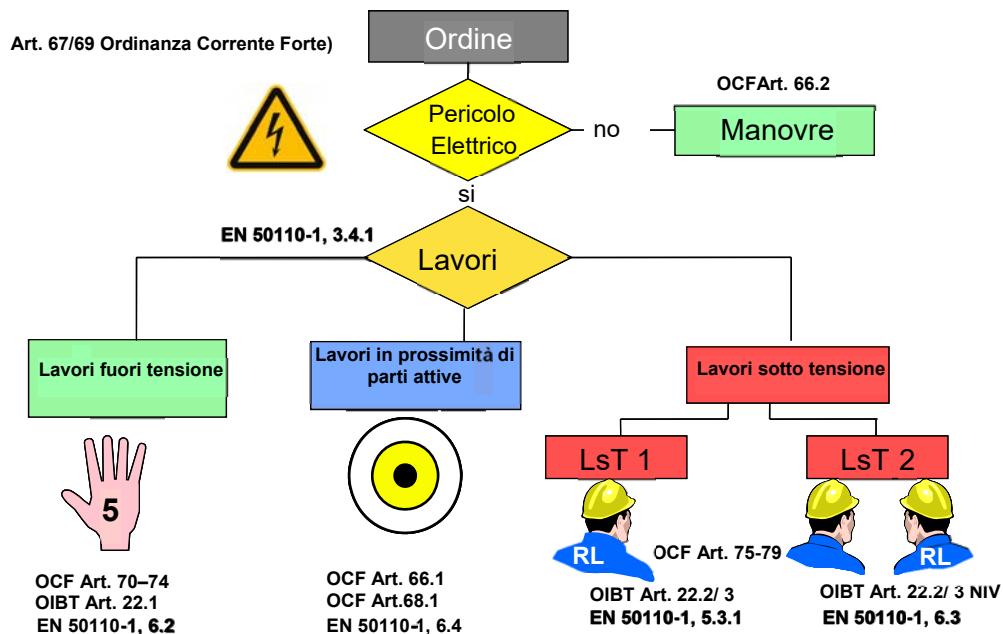 Art. 67/69 Ordinanza Corrente Forte)
Ordine
Pericolo
Elettrico
no
OCFArt. 66.2
Manovre
si
EN 50110-1, 3.4.1
Lavori
Lavori fuori tensione
Lavori in prossimità di
parti attive
Lavori sotto tensione
LsT 1
LsT 2
5
RL
OCF Art. 75-79
RL
OCF Art. 70–74
OIBT Art. 22.1
EN 50110-1, 6.2
OCF Art. 66.1
OCF Art.68.1
EN 50110-1, 6.4
OIBT Art. 22.2/ 3
EN 50110-1, 5.3.1
OIBT Art. 22.2/ 3 NIV
EN 50110-1, 6.3